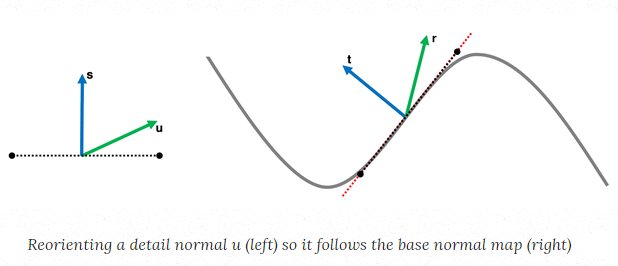 s
u
t
r
Reorienting a detail normal u (left) so it follows the base normal map (right)